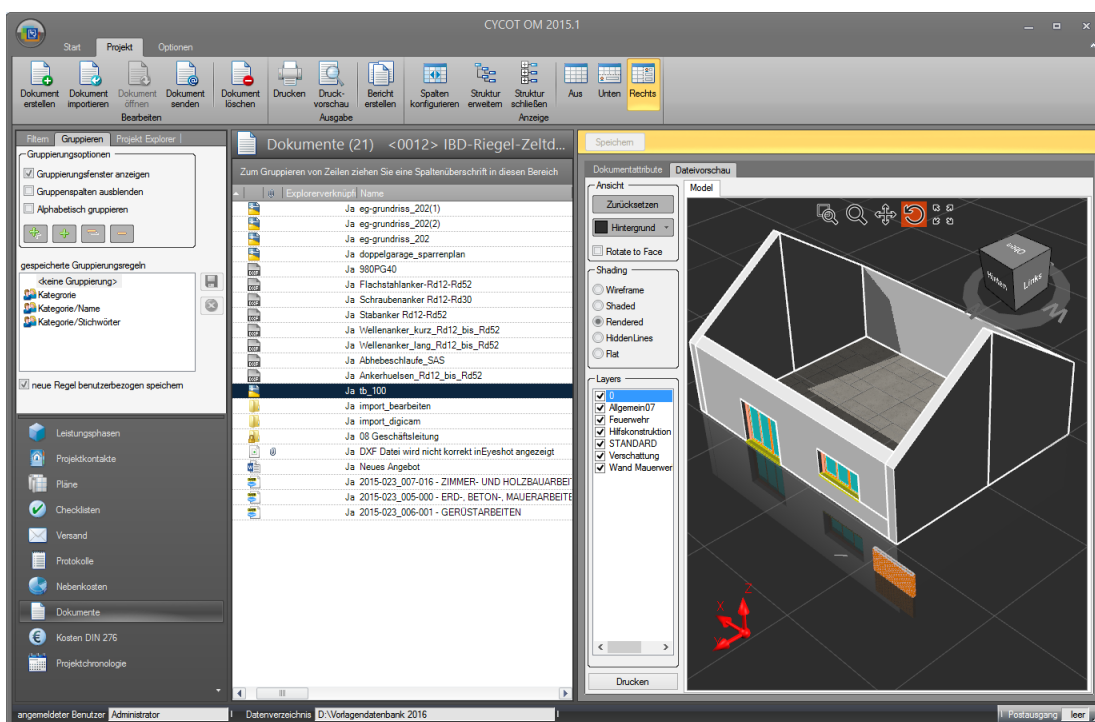 CYCOT OM 2015.1
Start Projekt Optionen
Dokument erstellen
Dokument importieren
Dokument öffnen
Dokument senden
Dokument löschen
Drucken
Druck-vorschau
Bericht erstellen
Spalten konfigurieren
Struktur erweitern
Struktur schließen
Aus
Unten
Rechts
Bearbeiten
Ausgabe
Anzeige
Filtern Gruppieren Projekt Explorer
Gruppierungsoptionen
Gruppierungsfenster anzeigen
Gruppenspalten ausblenden
Alphabetisch gruppieren
gespeicherte Gruppierungsregeln
<keine Gruppierung>
Kategrorie
Kategorie/Name
Kategorie/Stichwörter
neue Regel benutzerbezogen speichern
Leistungsphasen
Projektkontakte
Pläne
Checklisten
Versand
Protokolle
Nebenkosten
Dokumente
Kosten DIN 276
Projektchronologie
Dokumente (21) <0012> IBD-Riegel-Zeltd...
Zum Gruppieren von Zeilen ziehen Sie eine Spaltenüberschrift in diesen Bereich
Explorerverknüpf Name
Ja eg-grundriss_202(1)
Ja eg-grundriss_202(2)
Ja eg-grundriss_202
Ja doppelgarage_sparrenplan
Ja 980PG40
Ja Flachstahlanker-Rd12-Rd52
Ja Schraubenanker Rd12-Rd30
Ja Stabanker Rd12-Rd52
Ja Wellenanker_kurz_Rd12_bis_Rd52
Ja Wellenanker_lang_Rd12_bis_Rd52
Ja Abhebeschlaufe_SAS
Ja Ankerhuelsen_Rd12_bis_Rd52
Ja tb_100
Ja import_bearbeiten
Ja import_digicam
Ja 08 Geschäftsleitung
Ja DXF Datei wird nicht korrekt inEyeshot angezeigt
Ja Neues Angebot
Ja 2015-023_007-016 - ZIMMER- UND HOLZBAUARBEI
Ja 2015-023_005-000 - ERD-, BETON-, MAUERARBEITE
Ja 2015-023_006-001 - GERÜSTARBEITEN
Speichern
Dokumentattribute Dateivorschau
Ansicht
Zurücksetzen
Hintergrund
Rotate to Face
Shading
Wireframe
Shaded
Rendered
HiddenLines
Flat
Layers
0
Allgemein07
Feuerwehr
Hilfskonstruktion
STANDARD
Verschattung
Wand Mauerwer
Drucken
Model
Oben
Hinten
Links
X
Z
angemeldeter Benutzer Administrator
Datenverzeichnis D:\Vorlagendatenbank 2016
Postausgang leer